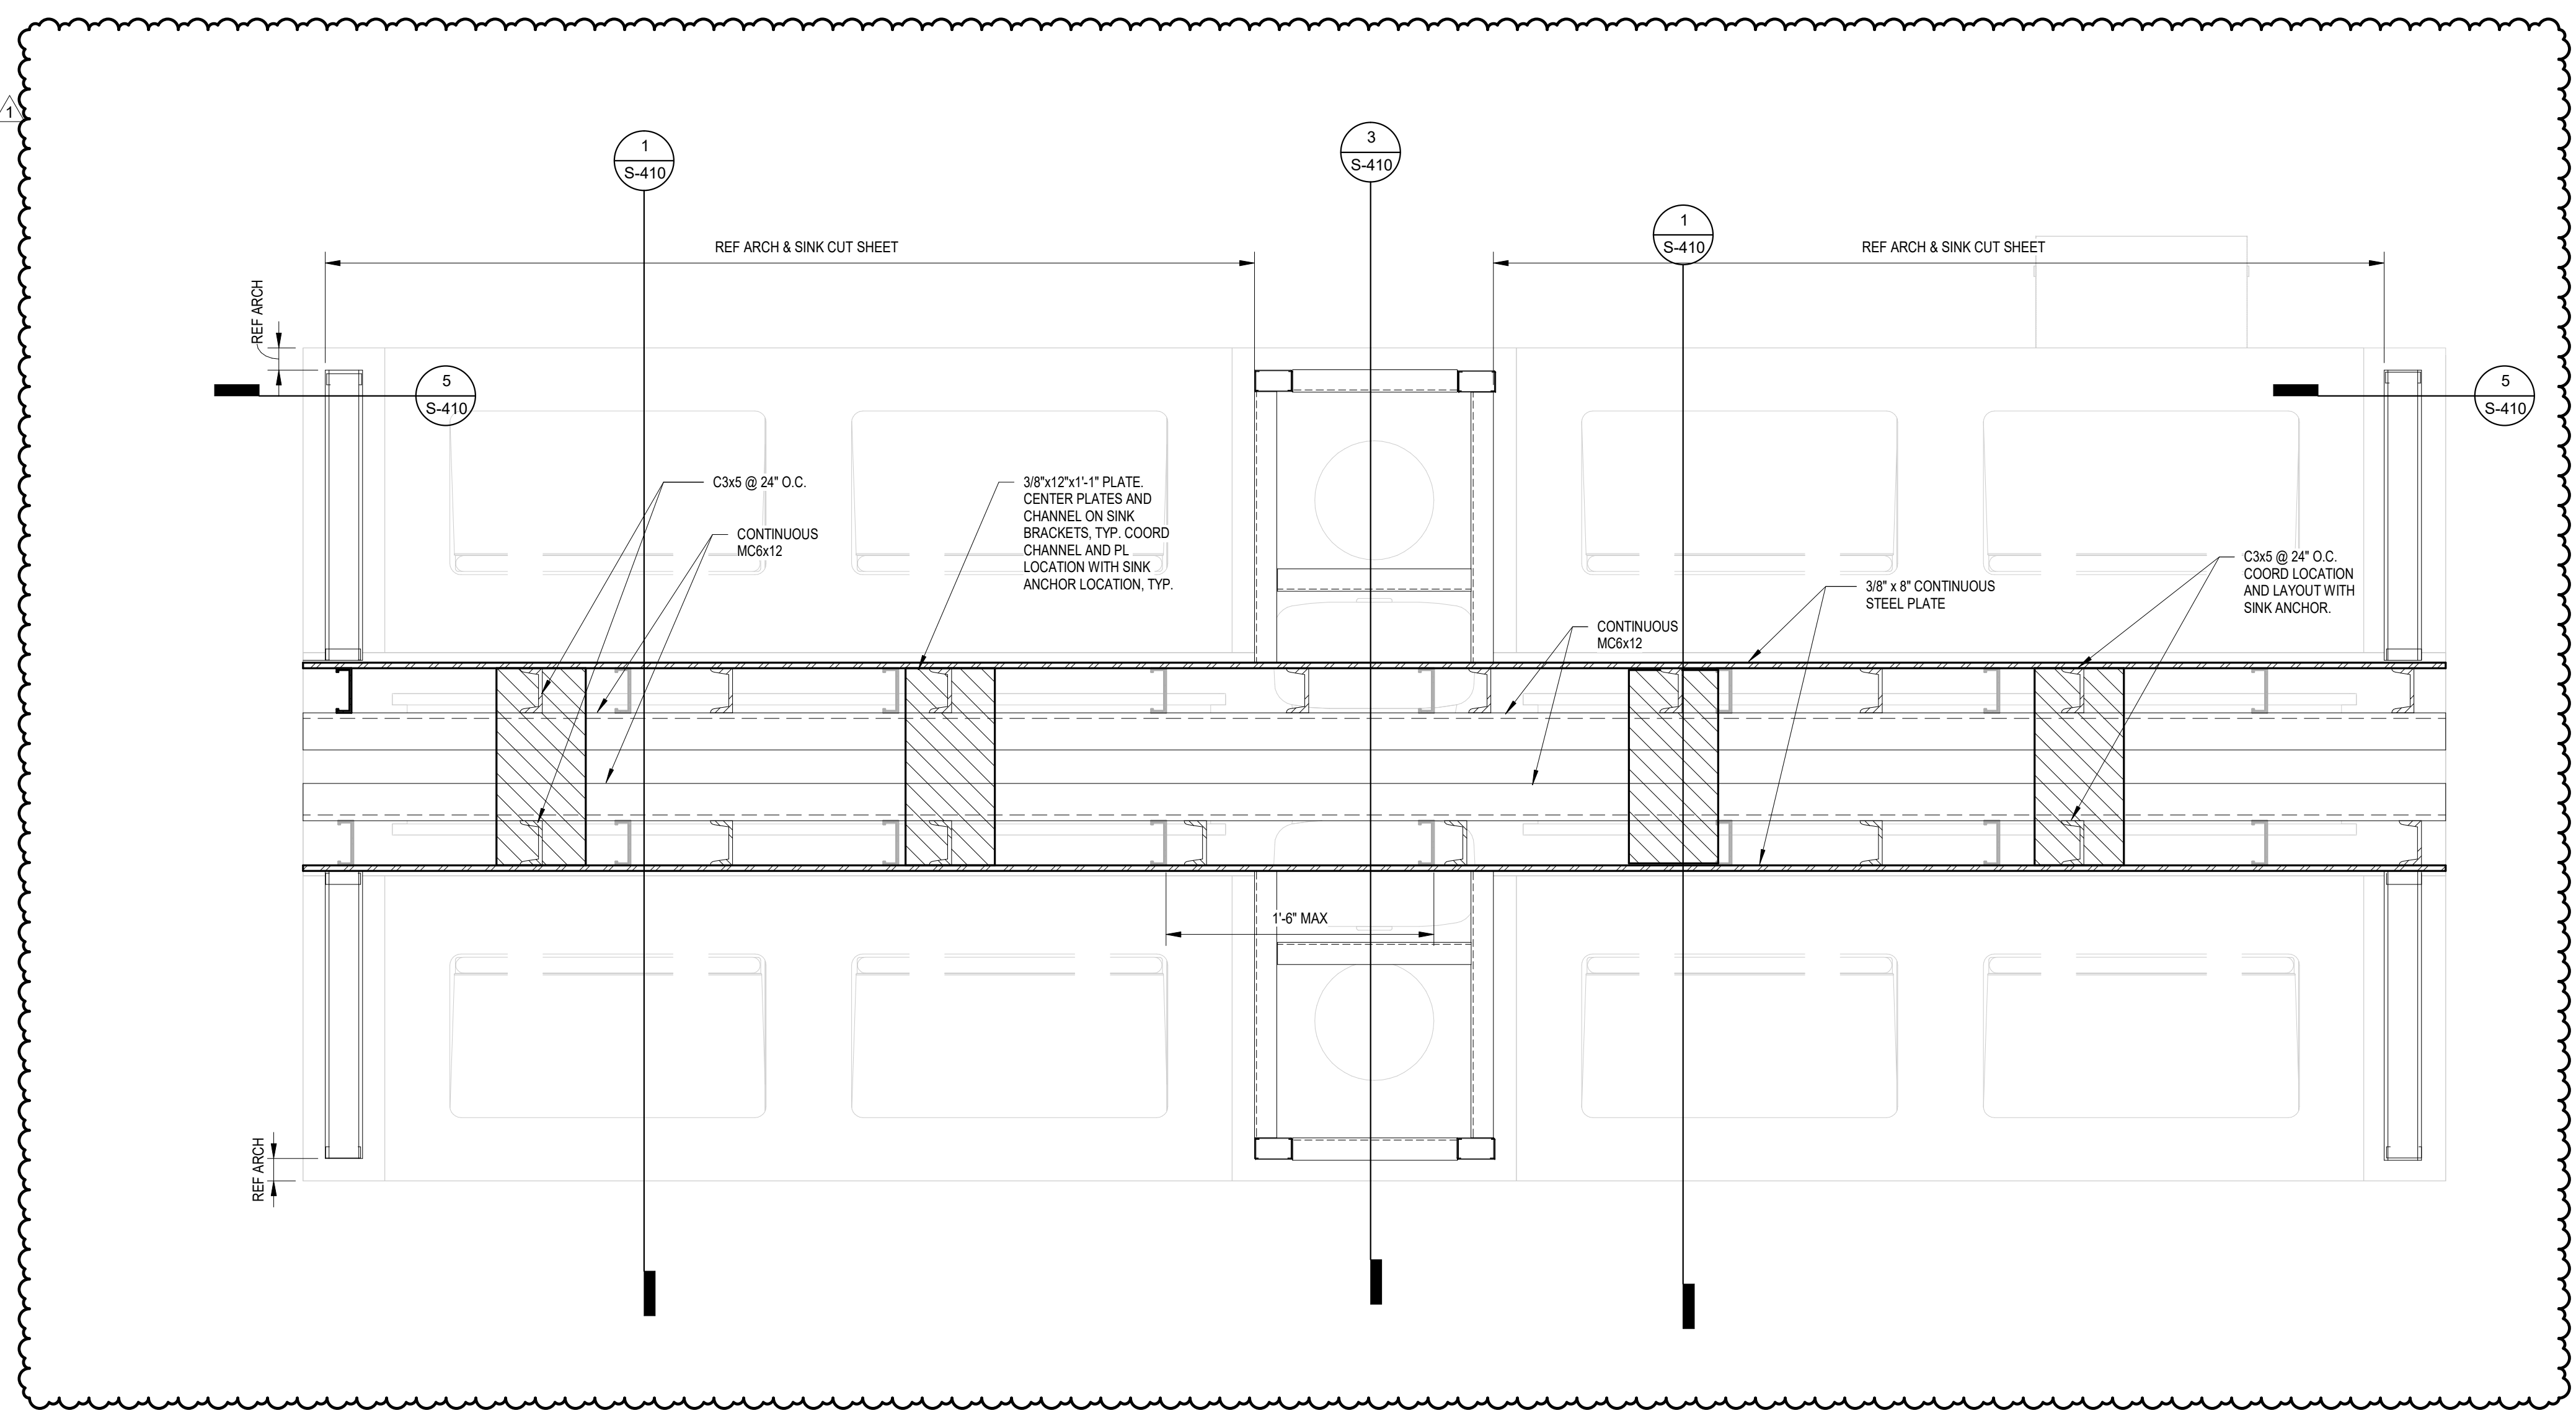 1
1
S-410
3
S-410
1
S-410
REF ARCH & SINK CUT SHEET
REF ARCH & SINK CUT SHEET
REF ARCH
5
S-410
5
S-410
C3x5 @ 24" O.C.
CONTINUOUS
MC6x12
3/8"x12"x1'-1" PLATE.
CENTER PLATES AND
CHANNEL ON SINK
BRACKETS, TYP. COORD
CHANNEL AND PL
LOCATION WITH SINK
ANCHOR LOCATION, TYP.
CONTINUOUS
MC6x12
3/8" x 8" CONTINUOUS
STEEL PLATE
C3x5 @ 24" O.C.
COORD LOCATION
AND LAYOUT WITH
SINK ANCHOR.
1'-6" MAX
REF ARCH